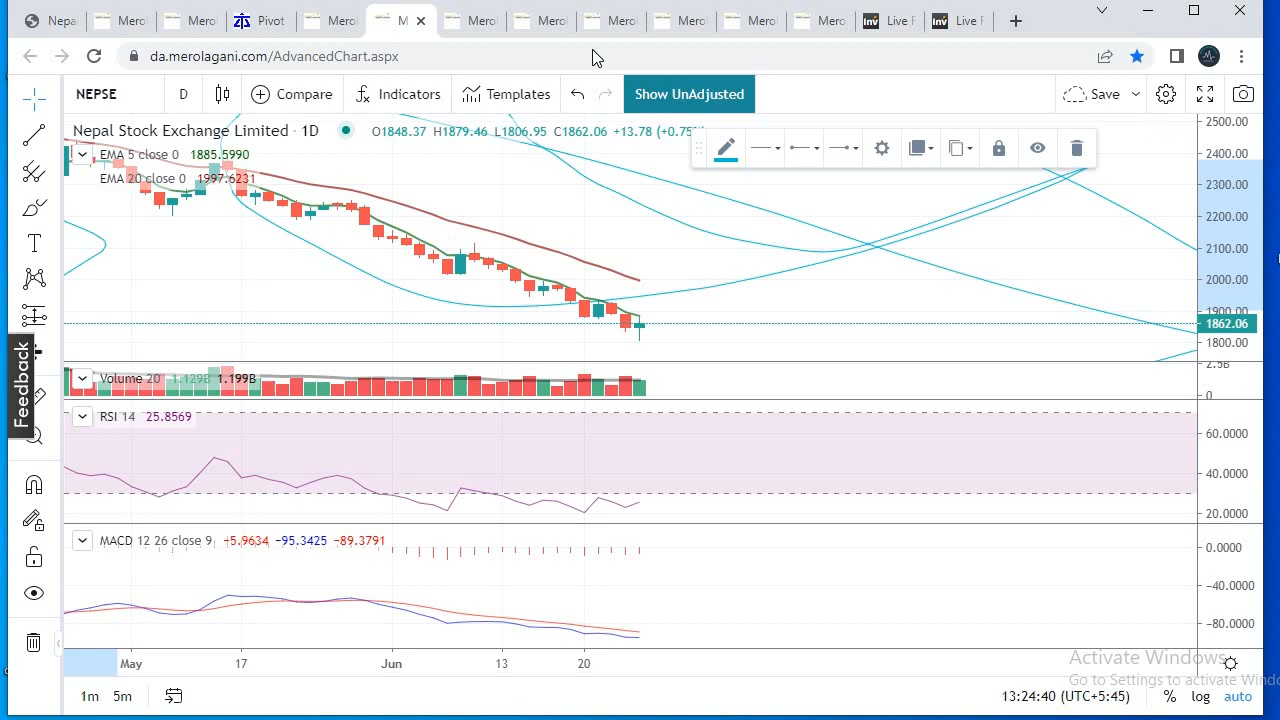 Nepa Mero Mero Pivot Mero M Mero Mero Mero Mero Mero Mero Live F Live F
da.merolagani.com/AdvancedChart.aspx
NEPSE D Compare Indicators Templates Show UnAdjusted Save
Nepal Stock Exchange Limited · 1D O1848.37 H1879.46 L1806.95 C1862.06 +13.78 (+0.75%)
EMA 5 close 0 1885.5990
EMA 20 close 0 1997.6231
2500.00
2400.00
2300.00
2200.00
2100.00
2000.00
1900.00
1862.06
1800.00
Volume 20 1.129B 1.199B
2.5B
0
RSI 14 25.8569
60.0000
40.0000
20.0000
MACD 12 26 close 9 +5.9634 −95.3425 −89.3791
0.0000
−40.0000
−80.0000
Feedback
May 17 Jun 13 20
Activate Windows
Go to Settings to activate Win
1m 5m 13:24:40 (UTC+5:45) % log auto